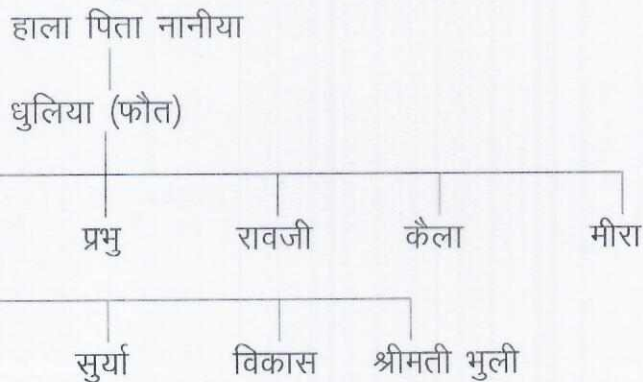 हाला पिता नानीया
धुलिया (फौत)
प्रभु रावजी कैला मीरा
सुर्या विकास श्रीमती भुली